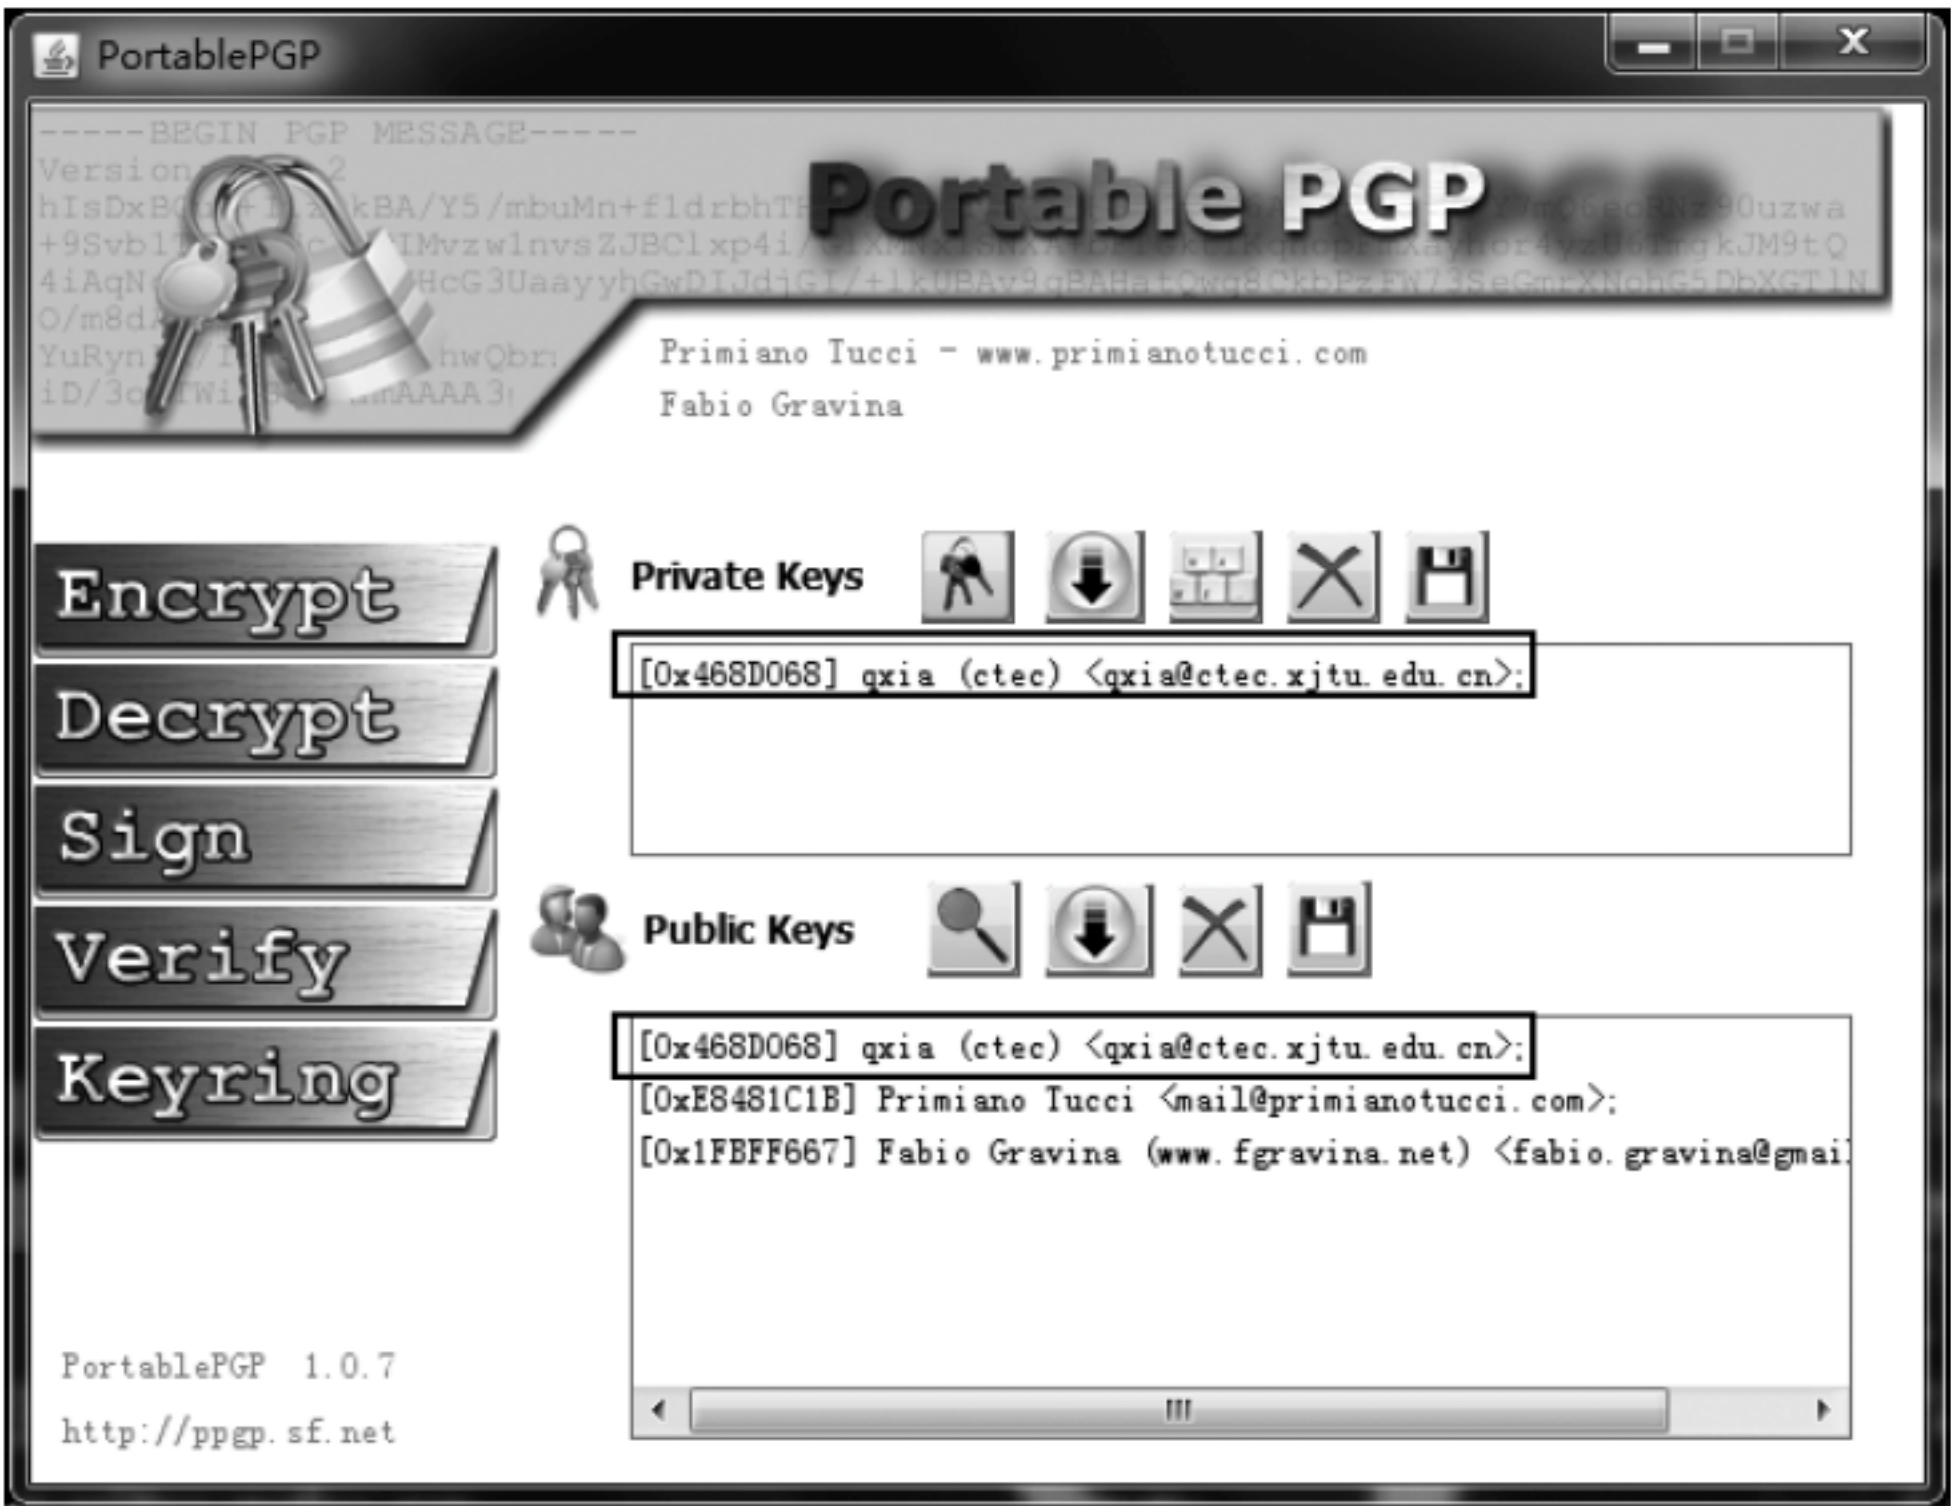 PortablePGP
-----BEGIN PGP MESSAGE-----
Version 2
Portable PGP
Primiano Tucci - www.primianotucci.com
Fabio Gravina
Encrypt
Decrypt
Sign
Verify
Keyring
Private Keys
[0x468D068] qxia (ctec) <qxia@ctec.xjtu.edu.cn>;
Public Keys
[0x468D068] qxia (ctec) <qxia@ctec.xjtu.edu.cn>;
[0xE8481C1B] Primiano Tucci <mail@primianotucci.com>;
[0x1FBFF667] Fabio Gravina (www.fgravina.net) <fabio.gravina@gmai
PortablePGP 1.0.7
http://ppgp.sf.net